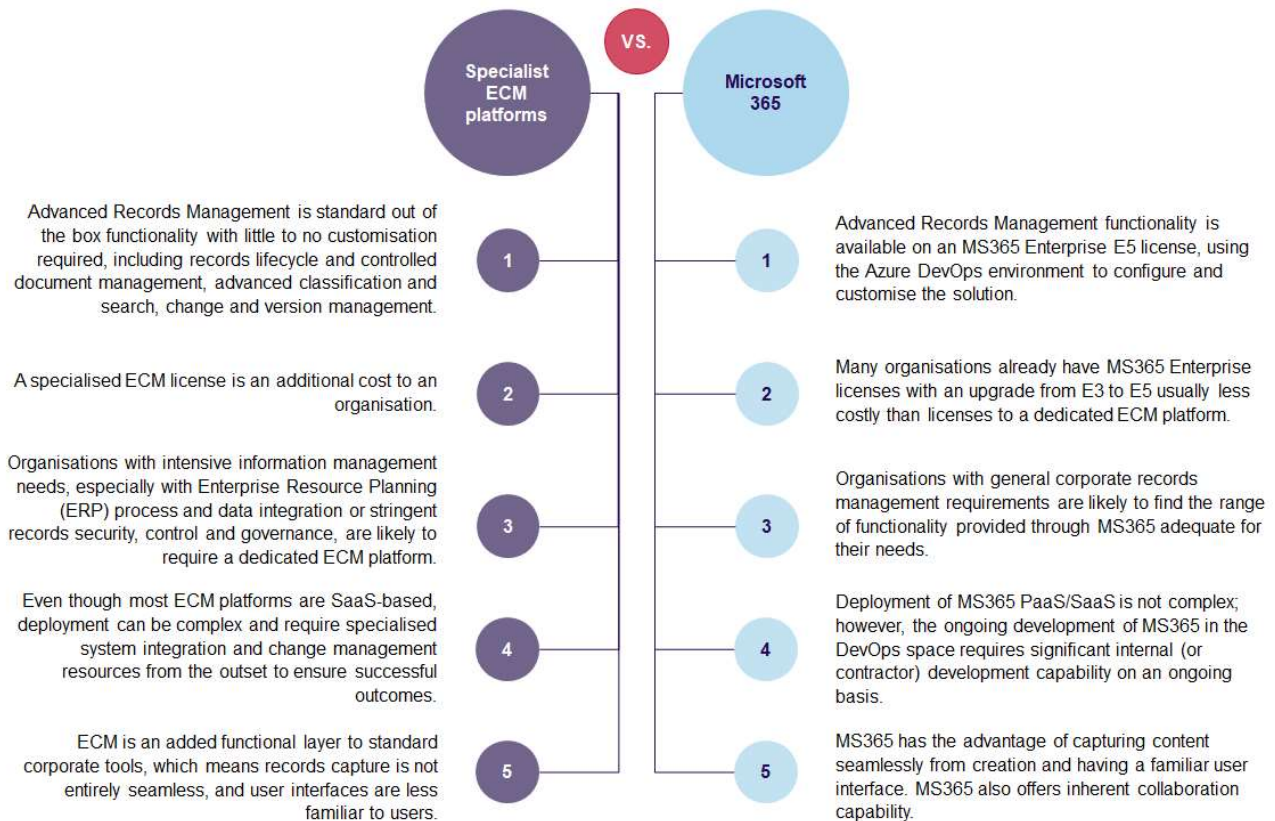 VS.
Specialist
ECM
platforms
Microsoft
365
Advanced Records Management is standard out of
the box functionality with little to no customisation
required, including records lifecycle and controlled
document management, advanced classification and
search, change and version management.
1
1
Advanced Records Management functionality is
available on an MS365 Enterprise E5 license, using
the Azure DevOps environment to configure and
customise the solution.
A specialised ECM license is an additional cost to an
organisation.
2
2
Many organisations already have MS365 Enterprise
licenses with an upgrade from E3 to E5 usually less
costly than licenses to a dedicated ECM platform.
Organisations with intensive information management
needs, especially with Enterprise Resource Planning
(ERP) process and data integration or stringent
records security, control and governance, are likely to
require a dedicated ECM platform.
3
3
Organisations with general corporate records
management requirements are likely to find the range
of functionality provided through MS365 adequate for
their needs.
Even though most ECM platforms are SaaS-based,
deployment can be complex and require specialised
system integration and change management
resources from the outset to ensure successful
outcomes.
4
4
Deployment of MS365 PaaS/SaaS is not complex;
however, the ongoing development of MS365 in the
DevOps space requires significant internal (or
contractor) development capability on an ongoing
basis.
ECM is an added functional layer to standard
corporate tools, which means records capture is not
entirely seamless, and user interfaces are less
familiar to users.
5
5
MS365 has the advantage of capturing content
seamlessly from creation and having a familiar user
interface. MS365 also offers inherent collaboration
capability.